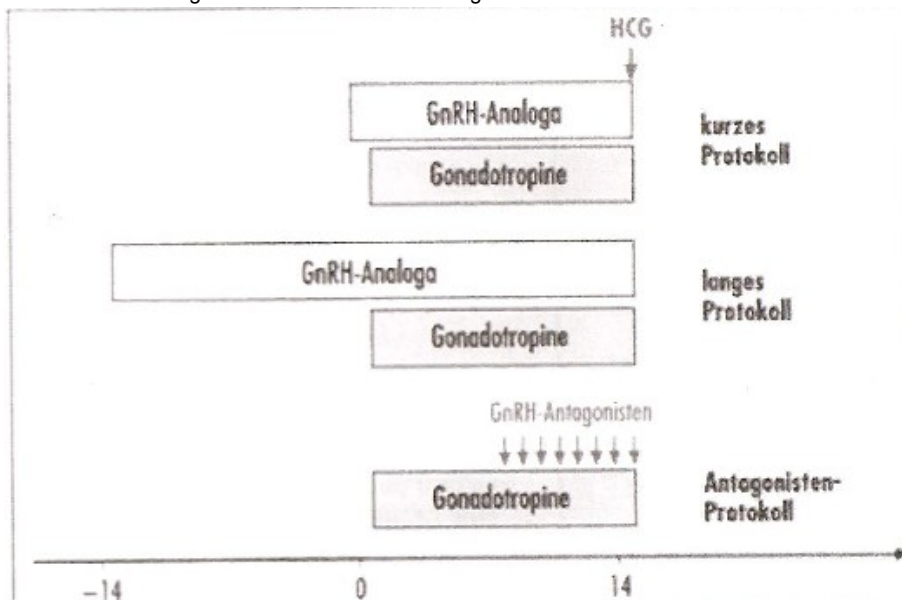 HCG
GnRH-Analoga
kurzes
Protokoll
Gonadotropine
GnRH-Analoga
langes
Protokoll
Gonadotropine
GnRH-Antagonisten
Gonadotropine
Antagonisten-
Protokoll
-14
0
14